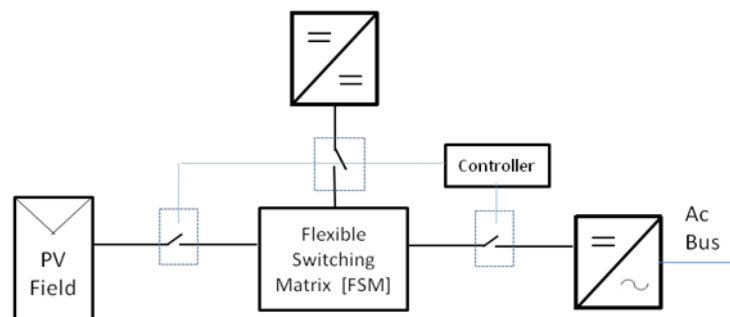 Controller
PV
Field
Flexible
Switching
Matrix [FSM]
Ac
Bus